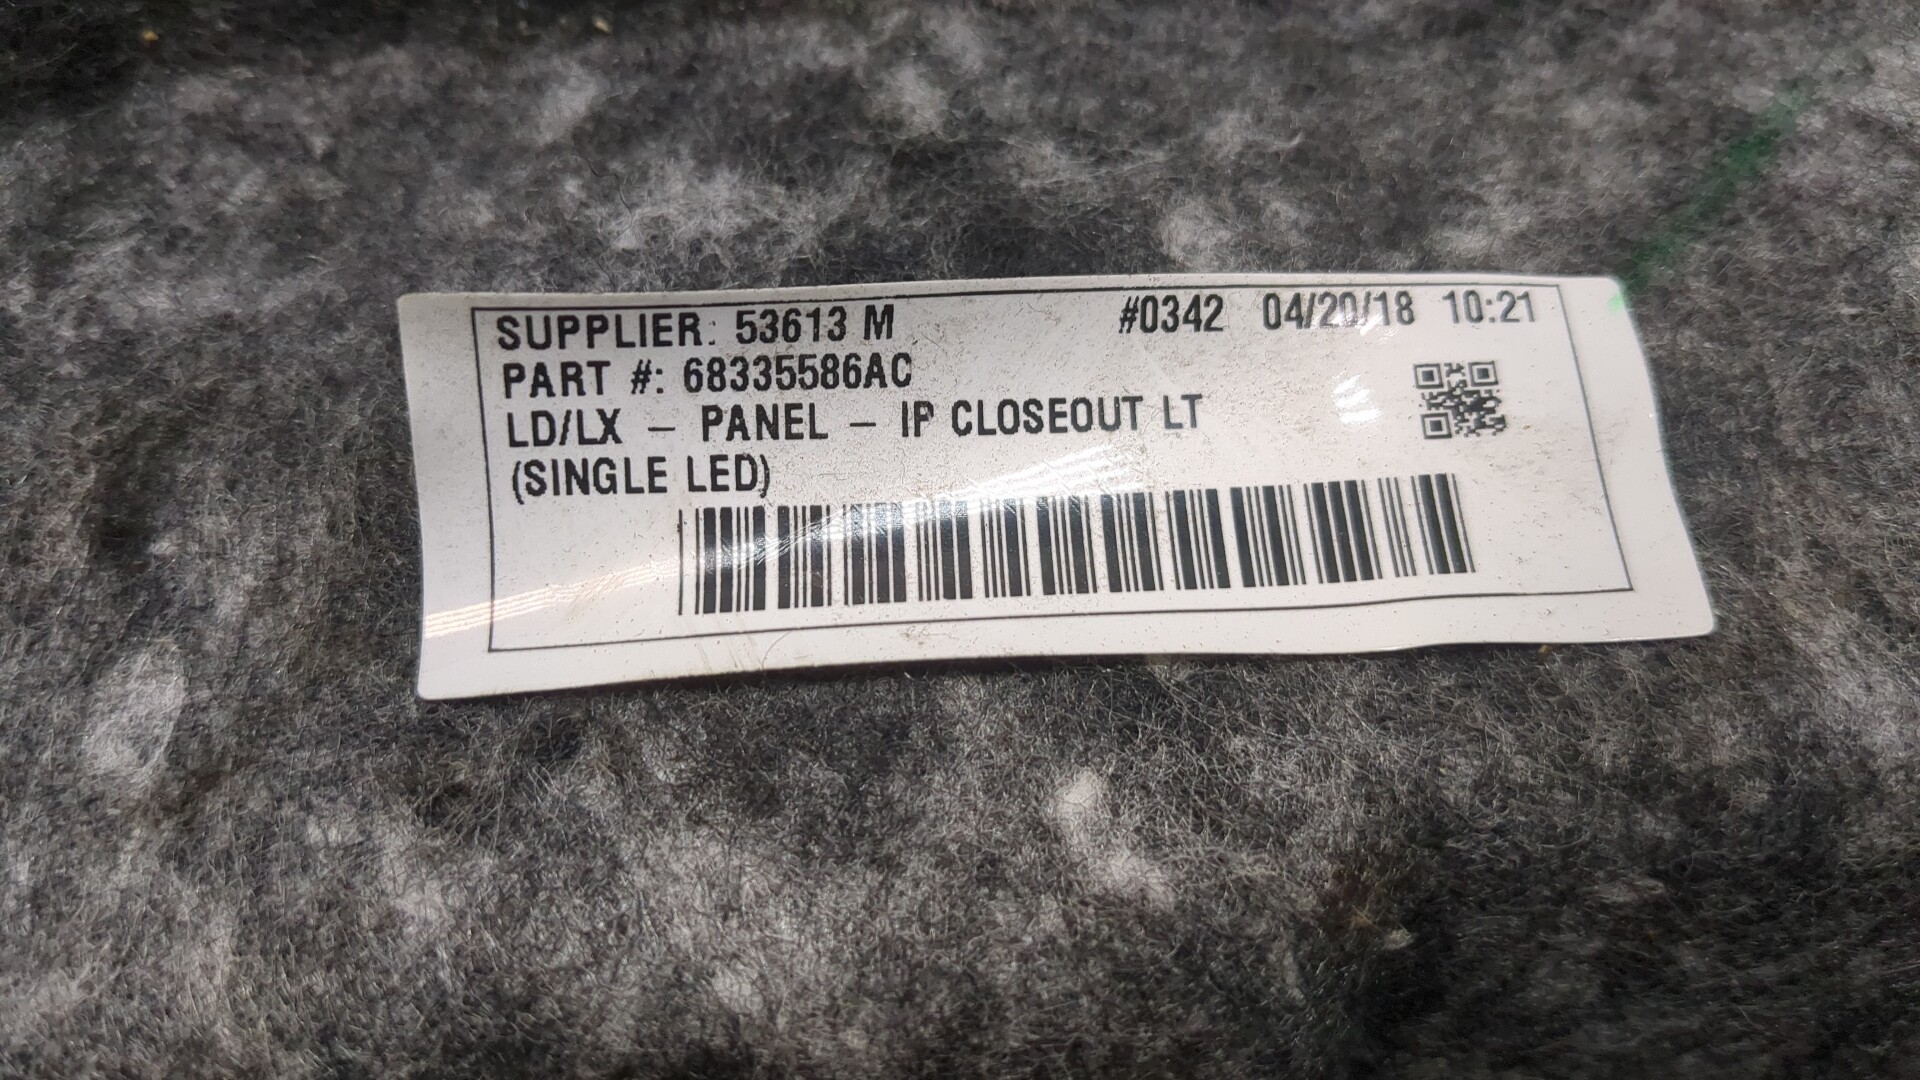 SUPPLIER: 53613 M #0342 04/20/18 10:21
PART #: 68335586AC
LD/LX – PANEL – IP CLOSEOUT LT
(SINGLE LED)